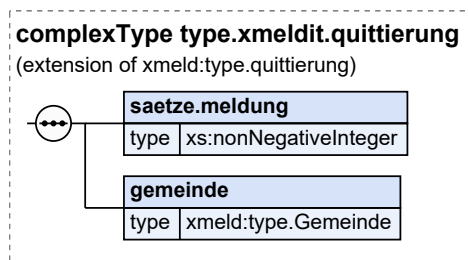 complexType type.xmeldit.quittierung
(extension of xmeld:type.quittierung)
saetze.meldung
type xs:nonNegativeInteger
gemeinde
type xmeld:type.Gemeinde